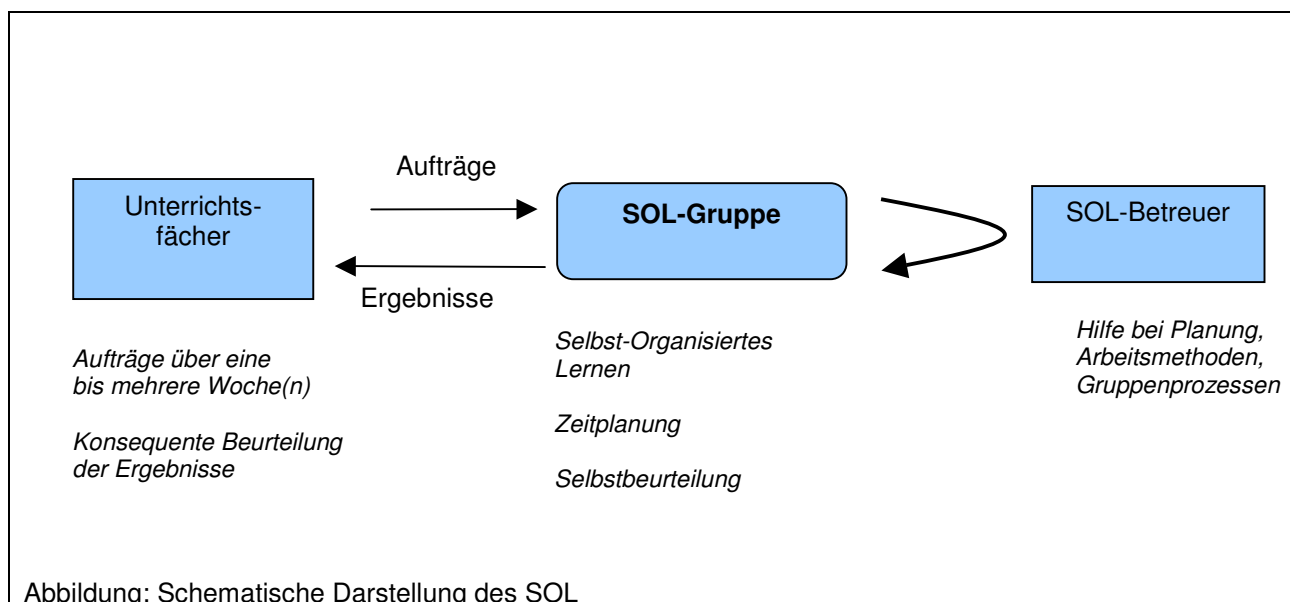 Aufträge
Unterrichts-
fächer
SOL-Gruppe
SOL-Betreuer
Ergebnisse
Aufträge über eine
bis mehrere Woche(n)
Konsequente Beurteilung
der Ergebnisse
Selbst-Organisiertes
Lernen
Zeitplanung
Selbstbeurteilung
Hilfe bei Planung,
Arbeitsmethoden,
Gruppenprozessen
Abbildung: Schematische Darstellung des SOL